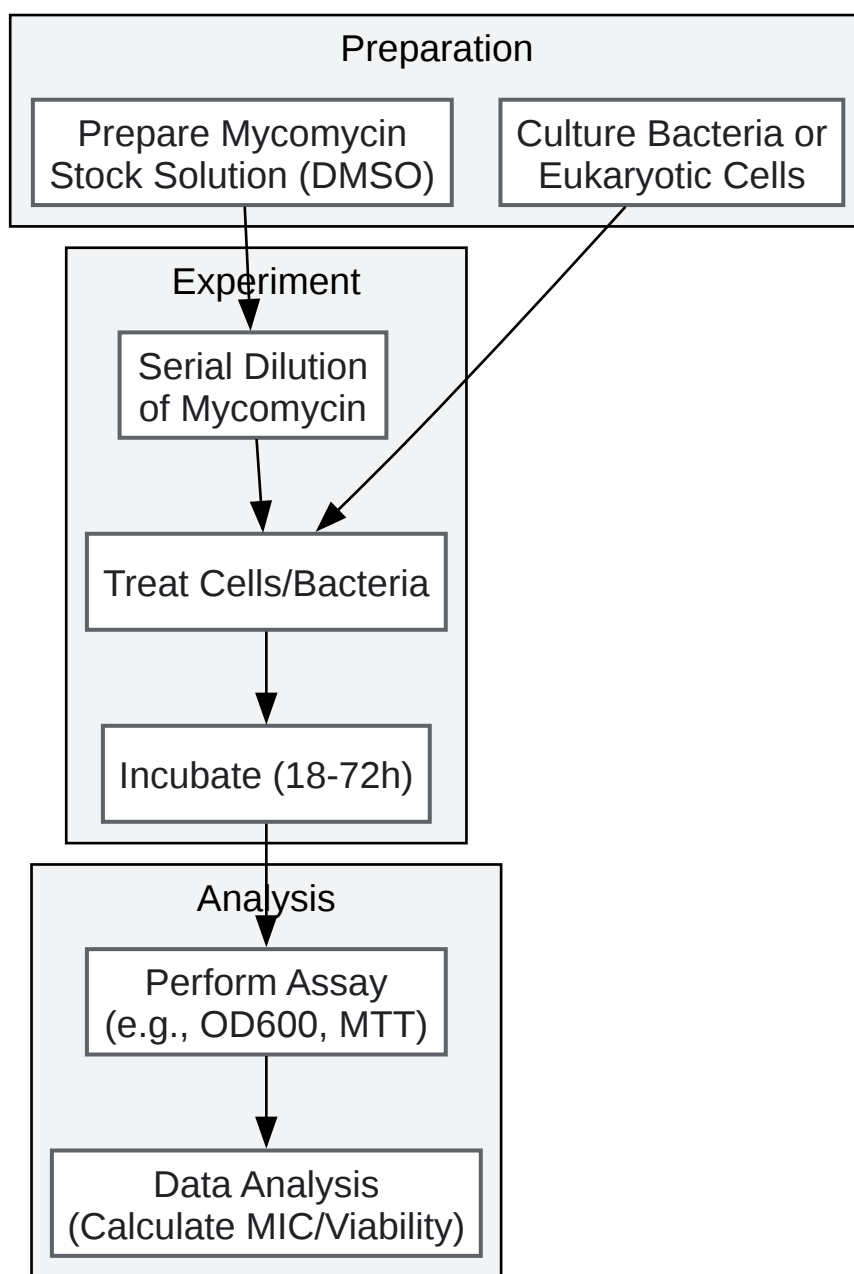 Preparation
Prepare Mycomycin
Stock Solution (DMSO)
Culture Bacteria or
Eukaryotic Cells
Experiment
Serial Dilution
of Mycomycin
Treat Cells/Bacteria
Incubate (18-72h)
Analysis
Perform Assay
(e.g., OD600, MTT)
Data Analysis
(Calculate MIC/Viability)